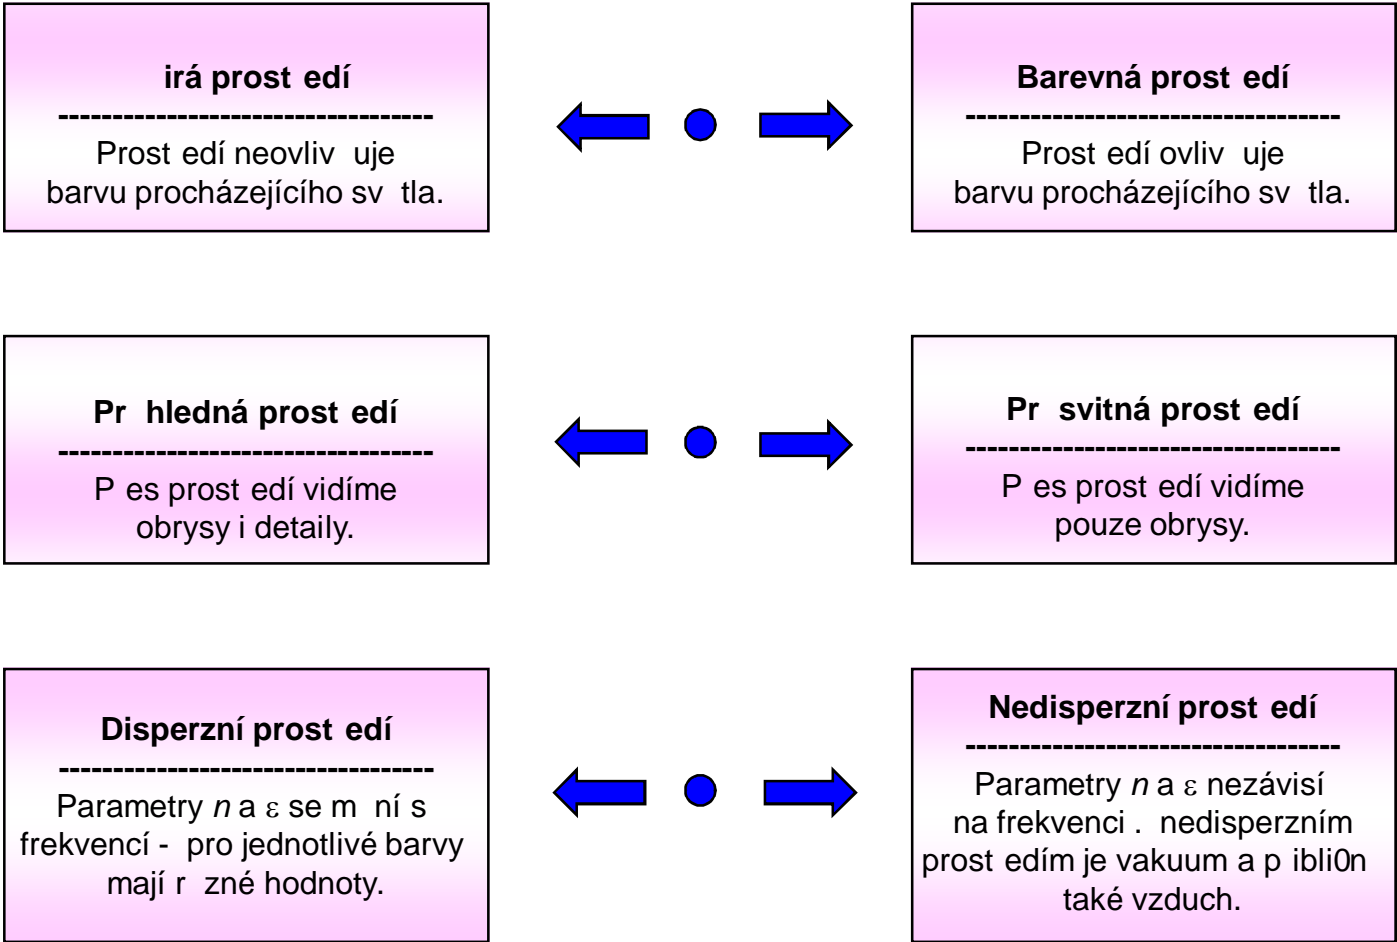 irá prost edí
-----------------------------------
Prost edí neovliv uje
barvu procházejícího sv tla.
Barevná prost edí
-----------------------------------
Prost edí ovliv uje
barvu procházejícího sv tla.
Pr hledná prost edí
-----------------------------------
P es prost edí vidíme
obrysy i detaily.
Pr svitná prost edí
-----------------------------------
P es prost edí vidíme
pouze obrysy.
Disperzní prost edí
-----------------------------------
Parametry n a ε se m ní s
frekvencí - pro jednotlivé barvy
mají r zné hodnoty.
Nedisperzní prost edí
-----------------------------------
Parametry n a ε nezávisí
na frekvenci . nedisperzním
prost edím je vakuum a p ibli0n
také vzduch.